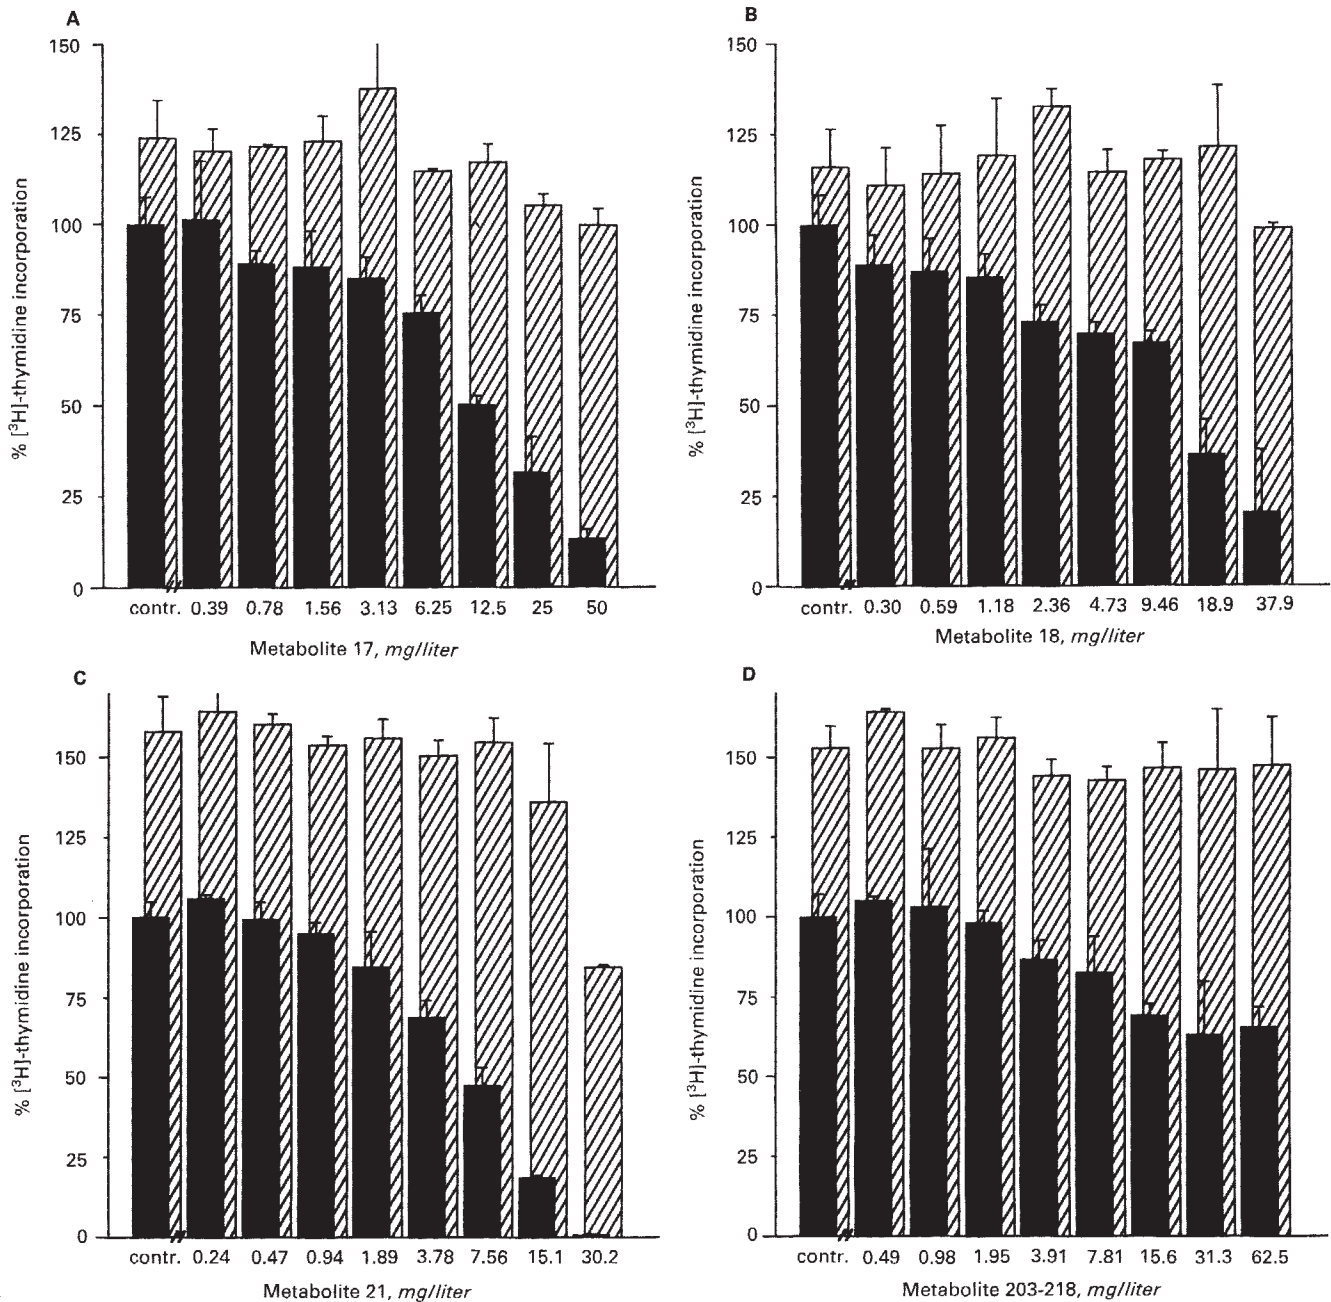 A
150
125
100
75
50
25
0
% [³H]-thymidine incorporation
contr. 0.39 0.78 1.56 3.13 6.25 12.5 25 50
Metabolite 17, mg/liter
B
150
125
100
75
50
25
0
% [³H]-thymidine incorporation
contr. 0.30 0.59 1.18 2.36 4.73 9.46 18.9 37.9
Metabolite 18, mg/liter
C
150
125
100
75
50
25
0
% [³H]-thymidine incorporation
contr. 0.24 0.47 0.94 1.89 3.78 7.56 15.1 30.2
Metabolite 21, mg/liter
D
150
125
100
75
50
25
0
% [³H]-thymidine incorporation
contr. 0.49 0.98 1.95 3.91 7.81 15.6 31.3 62.5
Metabolite 203-218, mg/liter